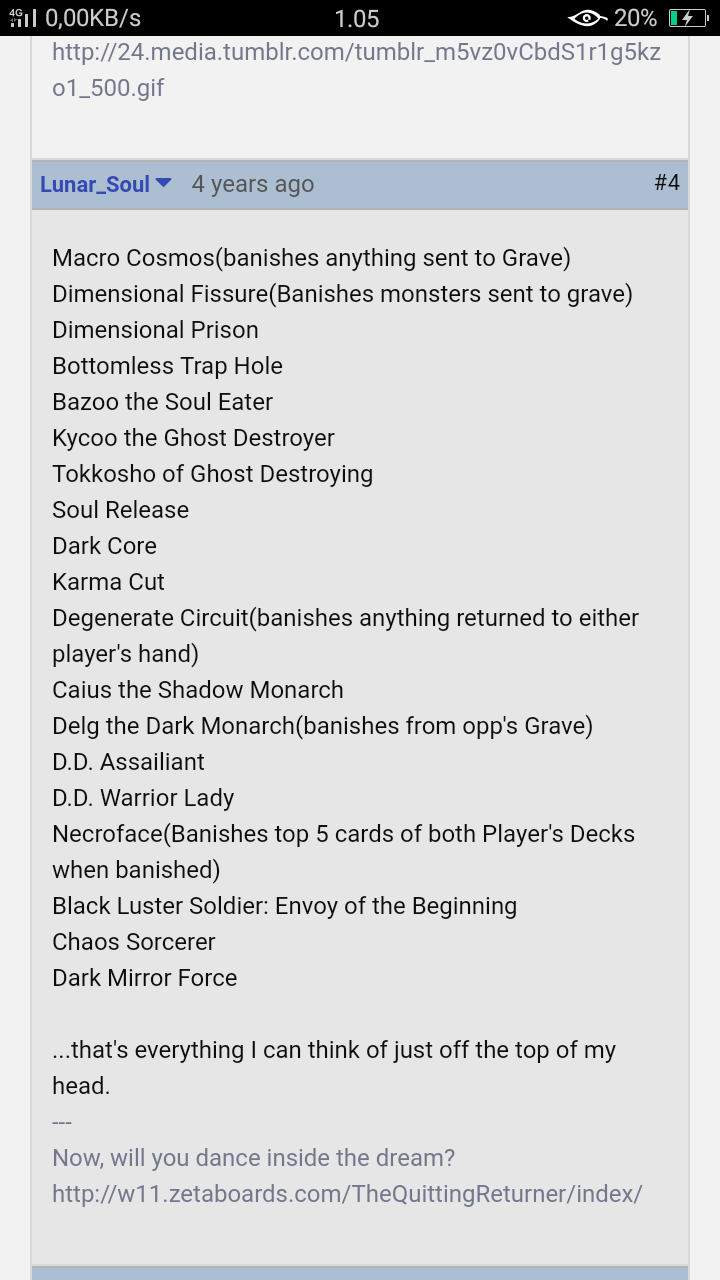 4G 0,00KB/s 1.05 20%
http://24.media.tumblr.com/tumblr_m5vz0vCbdS1r1g5kz
o1_500.gif
Lunar_Soul 4 years ago #4
Macro Cosmos(banishes anything sent to Grave)
Dimensional Fissure(Banishes monsters sent to grave)
Dimensional Prison
Bottomless Trap Hole
Bazoo the Soul Eater
Kycoo the Ghost Destroyer
Tokkosho of Ghost Destroying
Soul Release
Dark Core
Karma Cut
Degenerate Circuit(banishes anything returned to either
player's hand)
Caius the Shadow Monarch
Delg the Dark Monarch(banishes from opp's Grave)
D.D. Assailiant
D.D. Warrior Lady
Necroface(Banishes top 5 cards of both Player's Decks
when banished)
Black Luster Soldier: Envoy of the Beginning
Chaos Sorcerer
Dark Mirror Force
...that's everything I can think of just off the top of my
head.
---
Now, will you dance inside the dream?
http://w11.zetaboards.com/TheQuittingReturner/index/